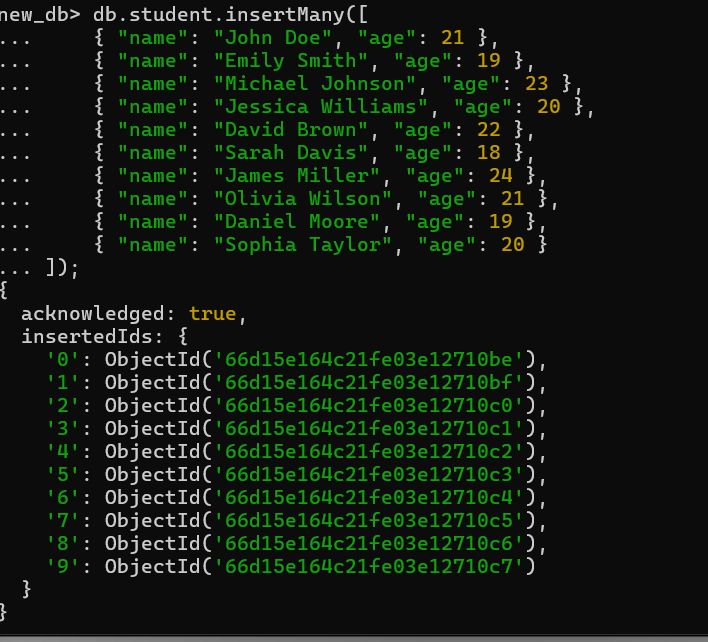 new_db> db.student.insertMany([
... { "name": "John Doe", "age": 21 },
... { "name": "Emily Smith", "age": 19 },
... { "name": "Michael Johnson", "age": 23 },
... { "name": "Jessica Williams", "age": 20 },
... { "name": "David Brown", "age": 22 },
... { "name": "Sarah Davis", "age": 18 },
... { "name": "James Miller", "age": 24 },
... { "name": "Olivia Wilson", "age": 21 },
... { "name": "Daniel Moore", "age": 19 },
... { "name": "Sophia Taylor", "age": 20 }
... ]);
{
acknowledged: true,
insertedIds: {
'0': ObjectId('66d15e164c21fe03e12710be'),
'1': ObjectId('66d15e164c21fe03e12710bf'),
'2': ObjectId('66d15e164c21fe03e12710c0'),
'3': ObjectId('66d15e164c21fe03e12710c1'),
'4': ObjectId('66d15e164c21fe03e12710c2'),
'5': ObjectId('66d15e164c21fe03e12710c3'),
'6': ObjectId('66d15e164c21fe03e12710c4'),
'7': ObjectId('66d15e164c21fe03e12710c5'),
'8': ObjectId('66d15e164c21fe03e12710c6'),
'9': ObjectId('66d15e164c21fe03e12710c7')
}
}